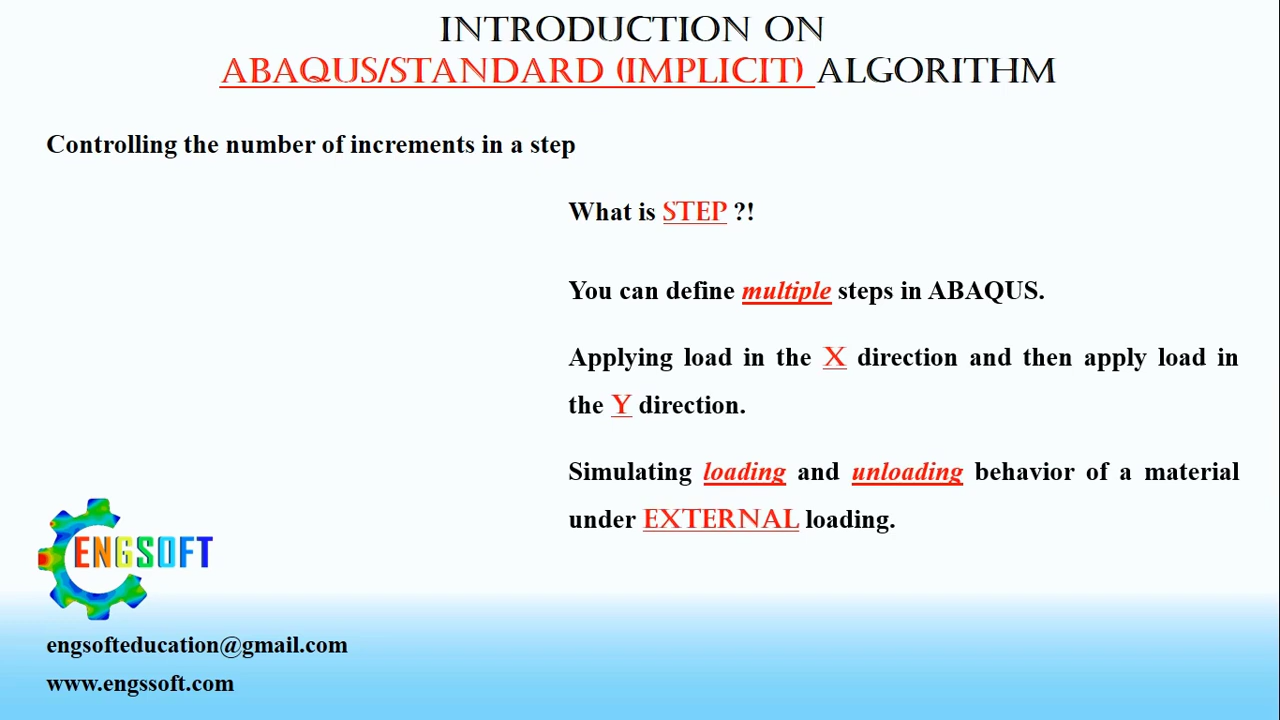 INTRODUCTION ON
ABAQUS/STANDARD (IMPLICIT) ALGORITHM
Controlling the number of increments in a step
What is STEP ?!
You can define multiple steps in ABAQUS.
Applying load in the X direction and then apply load in
the Y direction.
Simulating loading and unloading behavior of a material
under EXTERNAL loading.
ENGSOFT
engsofteducation@gmail.com
www.engssoft.com